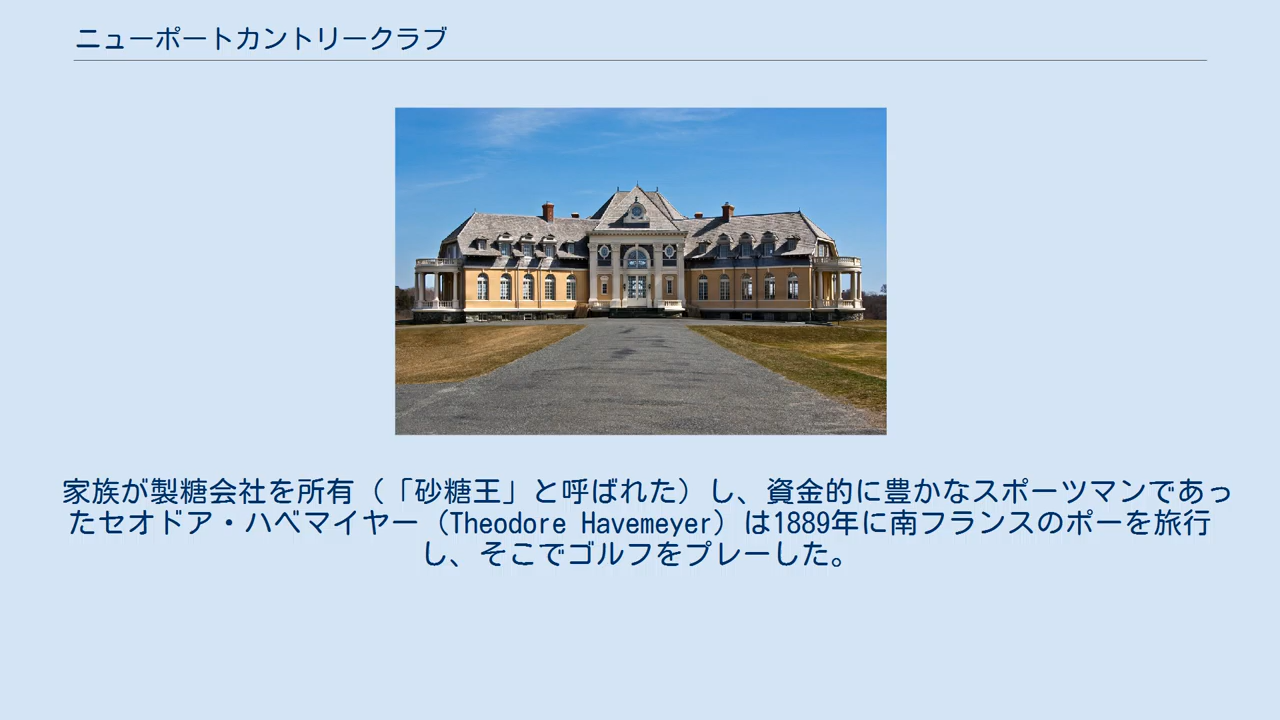 ニューポートカントリークラブ
家族が製糖会社を所有（「砂糖王」と呼ばれた）し、資金的に豊かなスポーツマンであっ
たセオドア・ハベマイヤー（Theodore Havemeyer）は1889年に南フランスのポーを旅行
し、そこでゴルフをプレーした。